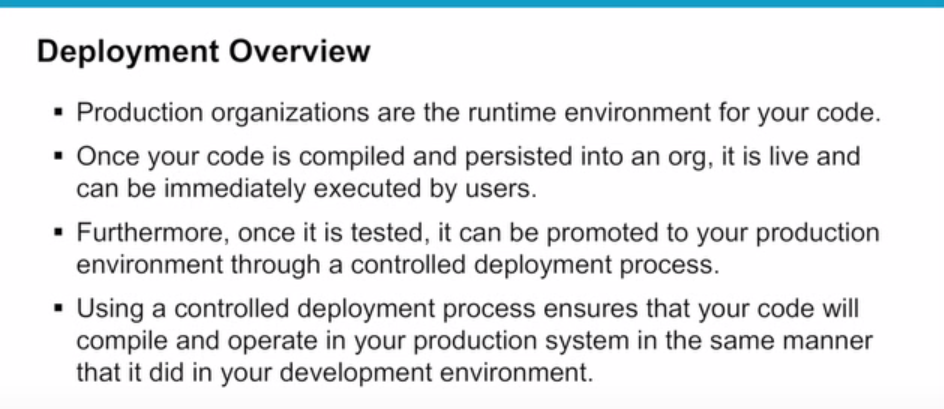 Deployment Overview
▪ Production organizations are the runtime environment for your code.
▪ Once your code is compiled and persisted into an org, it is live and
can be immediately executed by users.
▪ Furthermore, once it is tested, it can be promoted to your production
environment through a controlled deployment process.
▪ Using a controlled deployment process ensures that your code will
compile and operate in your production system in the same manner
that it did in your development environment.